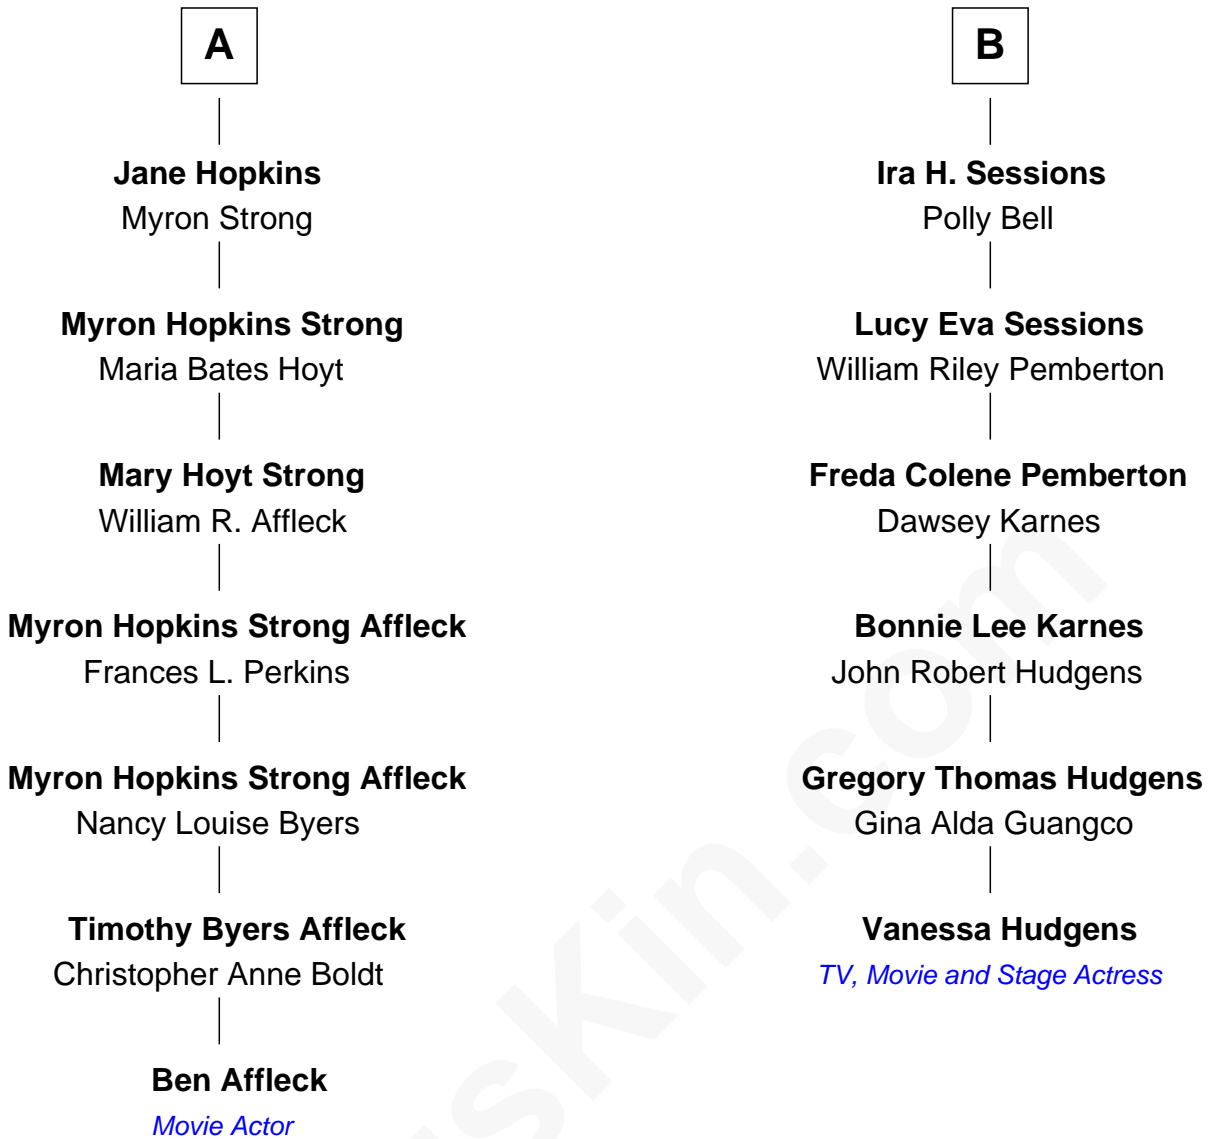 A
Jane Hopkins
Myron Strong
Myron Hopkins Strong
Maria Bates Hoyt
Mary Hoyt Strong
William R. Affleck
Myron Hopkins Strong Affleck
Frances L. Perkins
Myron Hopkins Strong Affleck
Nancy Louise Byers
Timothy Byers Affleck
Christopher Anne Boldt
Ben Affleck
Movie Actor
B
Ira H. Sessions
Polly Bell
Lucy Eva Sessions
William Riley Pemberton
Freda Colene Pemberton
Dawsey Karnes
Bonnie Lee Karnes
John Robert Hudgens
Gregory Thomas Hudgens
Gina Alda Guangco
Vanessa Hudgens
TV, Movie and Stage Actress
usKin.com